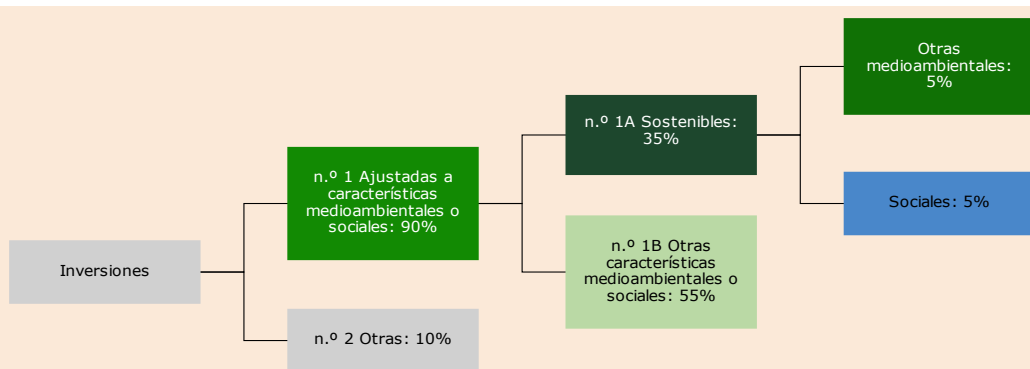 Inversiones
n.º 1 Ajustadas a
características
medioambientales o
sociales: 90%
n.º 2 Otras: 10%
n.º 1A Sostenibles:
35%
n.º 1B Otras
características
medioambientales o
sociales: 55%
Otras
medioambientales:
5%
Sociales: 5%